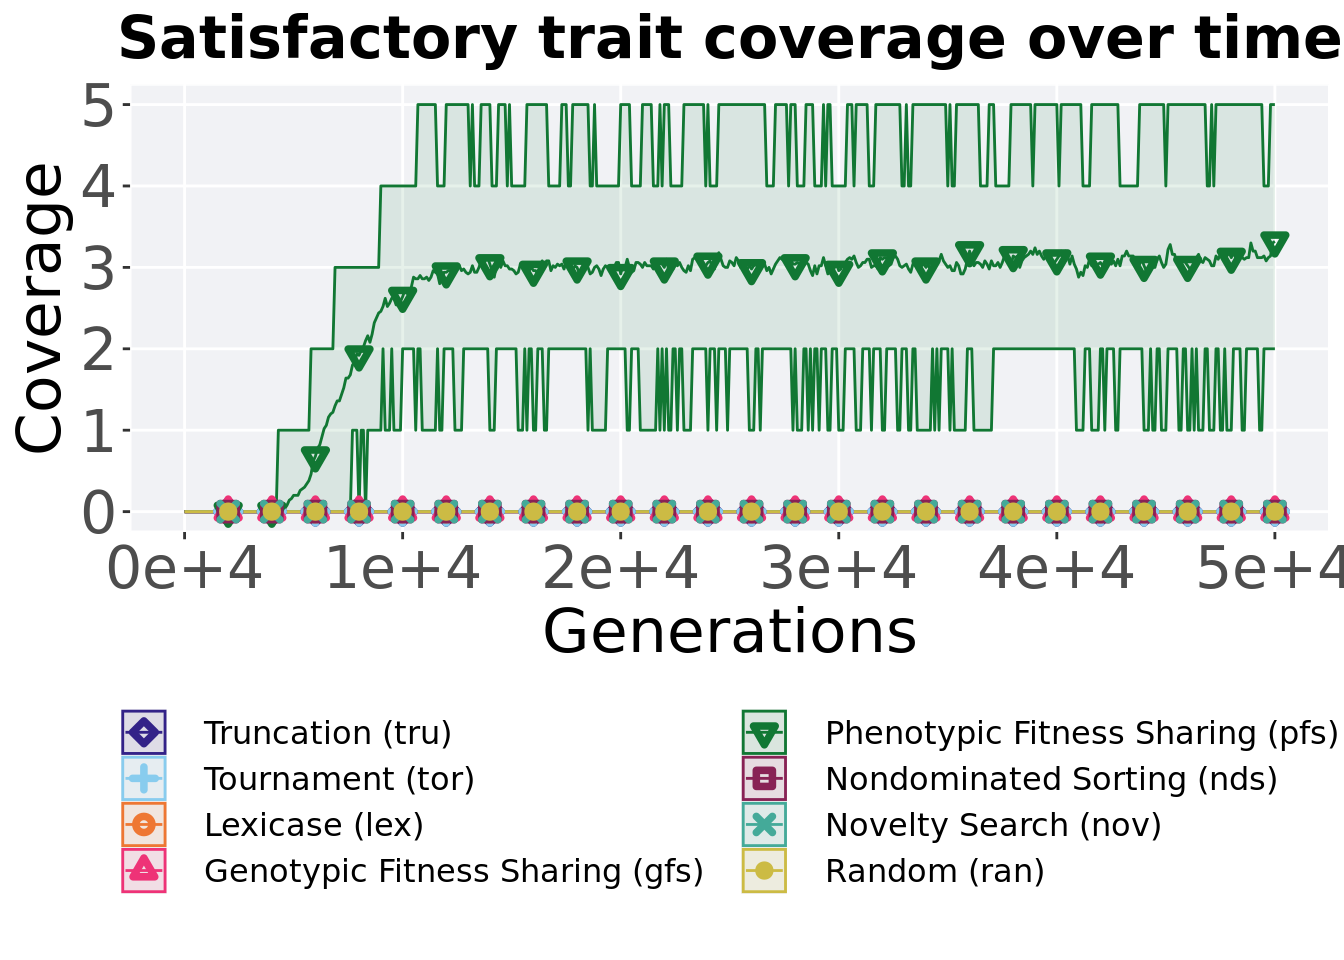 Satisfactory trait coverage over time
Coverage
5
4
3
2
1
0
0e+4 1e+4 2e+4 3e+4 4e+4 5e+4
Generations
Truncation (tru)
Tournament (tor)
Lexicase (lex)
Genotypic Fitness Sharing (gfs)
Phenotypic Fitness Sharing (pfs)
Nondominated Sorting (nds)
Novelty Search (nov)
Random (ran)